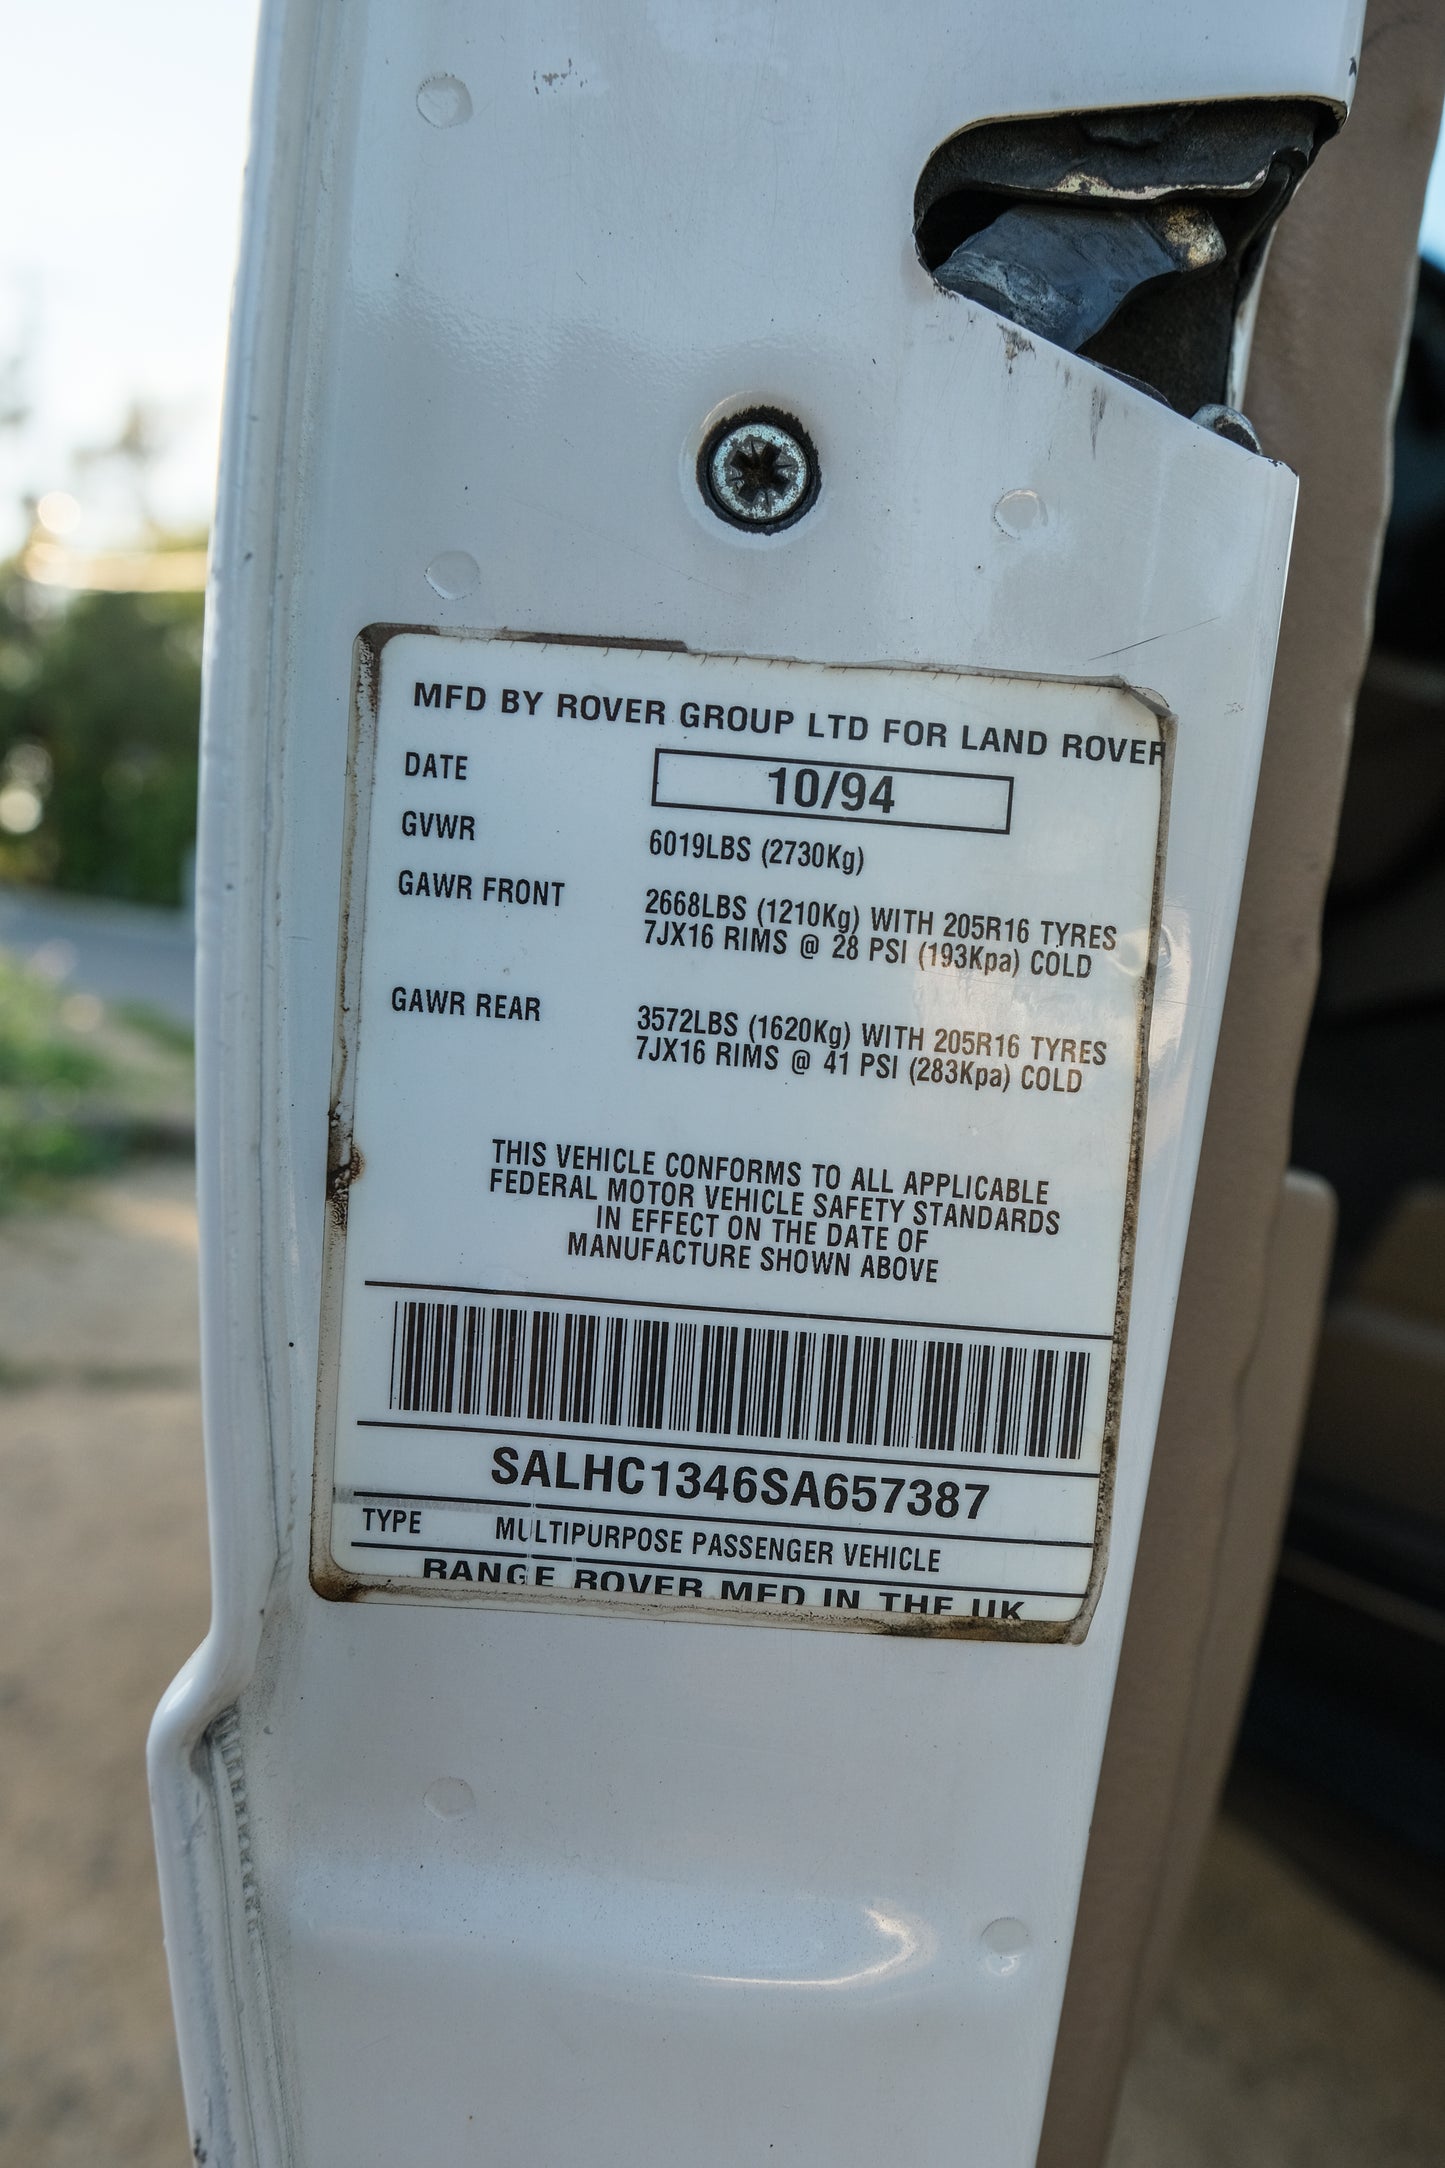 MFD BY ROVER GROUP LTD FOR LAND ROVER
DATE 10/94
GVWR 6019LBS (2730Kg)
GAWR FRONT 2668LBS (1210Kg) WITH 205R16 TYRES
7JX16 RIMS @ 28 PSI (193Kpa) COLD
GAWR REAR 3572LBS (1620Kg) WITH 205R16 TYRES
7JX16 RIMS @ 41 PSI (283Kpa) COLD
THIS VEHICLE CONFORMS TO ALL APPLICABLE
FEDERAL MOTOR VEHICLE SAFETY STANDARDS
IN EFFECT ON THE DATE OF
MANUFACTURE SHOWN ABOVE
SALHC1346SA657387
TYPE MULTIPURPOSE PASSENGER VEHICLE
RANGE ROVER MFD IN THE UK